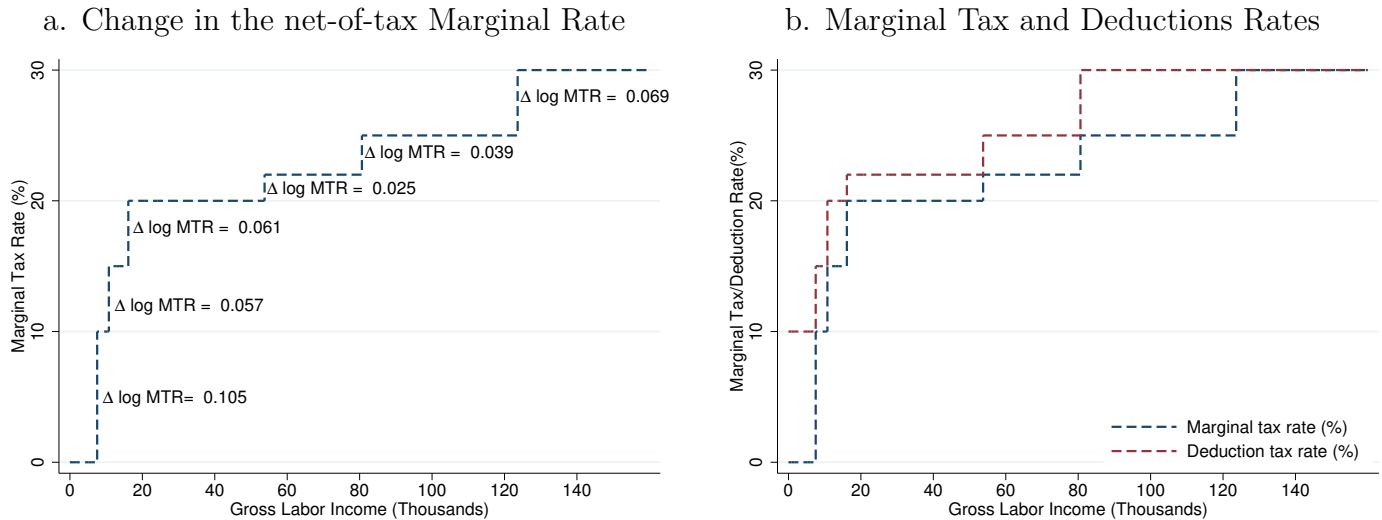 a. Change in the net-of-tax Marginal Rate
Marginal Tax Rate (%)
30
20
10
0
Δ log MTR = 0.069
Δ log MTR = 0.039
Δ log MTR = 0.025
Δ log MTR = 0.061
Δ log MTR = 0.057
Δ log MTR= 0.105
0 20 40 60 80 100 120 140
Gross Labor Income (Thousands)
b. Marginal Tax and Deductions Rates
Marginal Tax/Deduction Rate(%)
30
20
10
0
Marginal tax rate (%)
Deduction tax rate (%)
0 20 40 60 80 100 120 140
Gross Labor Income (Thousands)